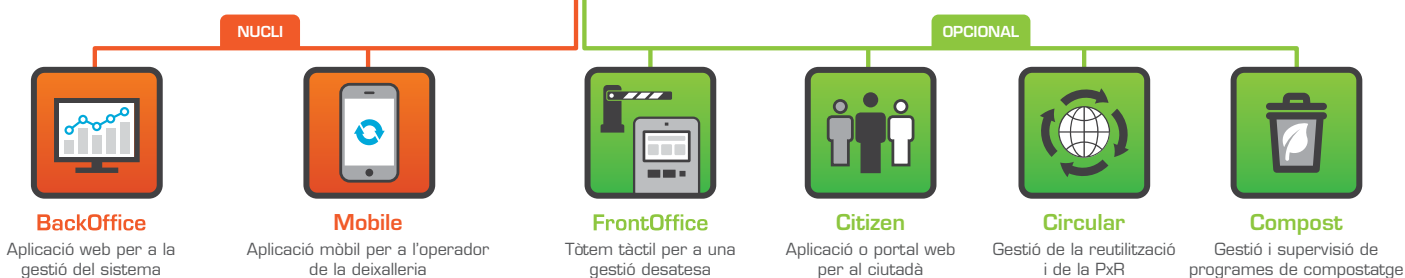 NUCLI
OPCIONAL
BackOffice
Aplicació web per a la
gestió del sistema
Mobile
Aplicació mòbil per a l'operador
de la deixalleria
FrontOffice
Tòtem tàctil per a una
gestió desatesa
Citizen
Aplicació o portal web
per al ciutadà
Circular
Gestió de la reutilització
i de la PxR
Compost
Gestió i supervisió de
programes de compostatge